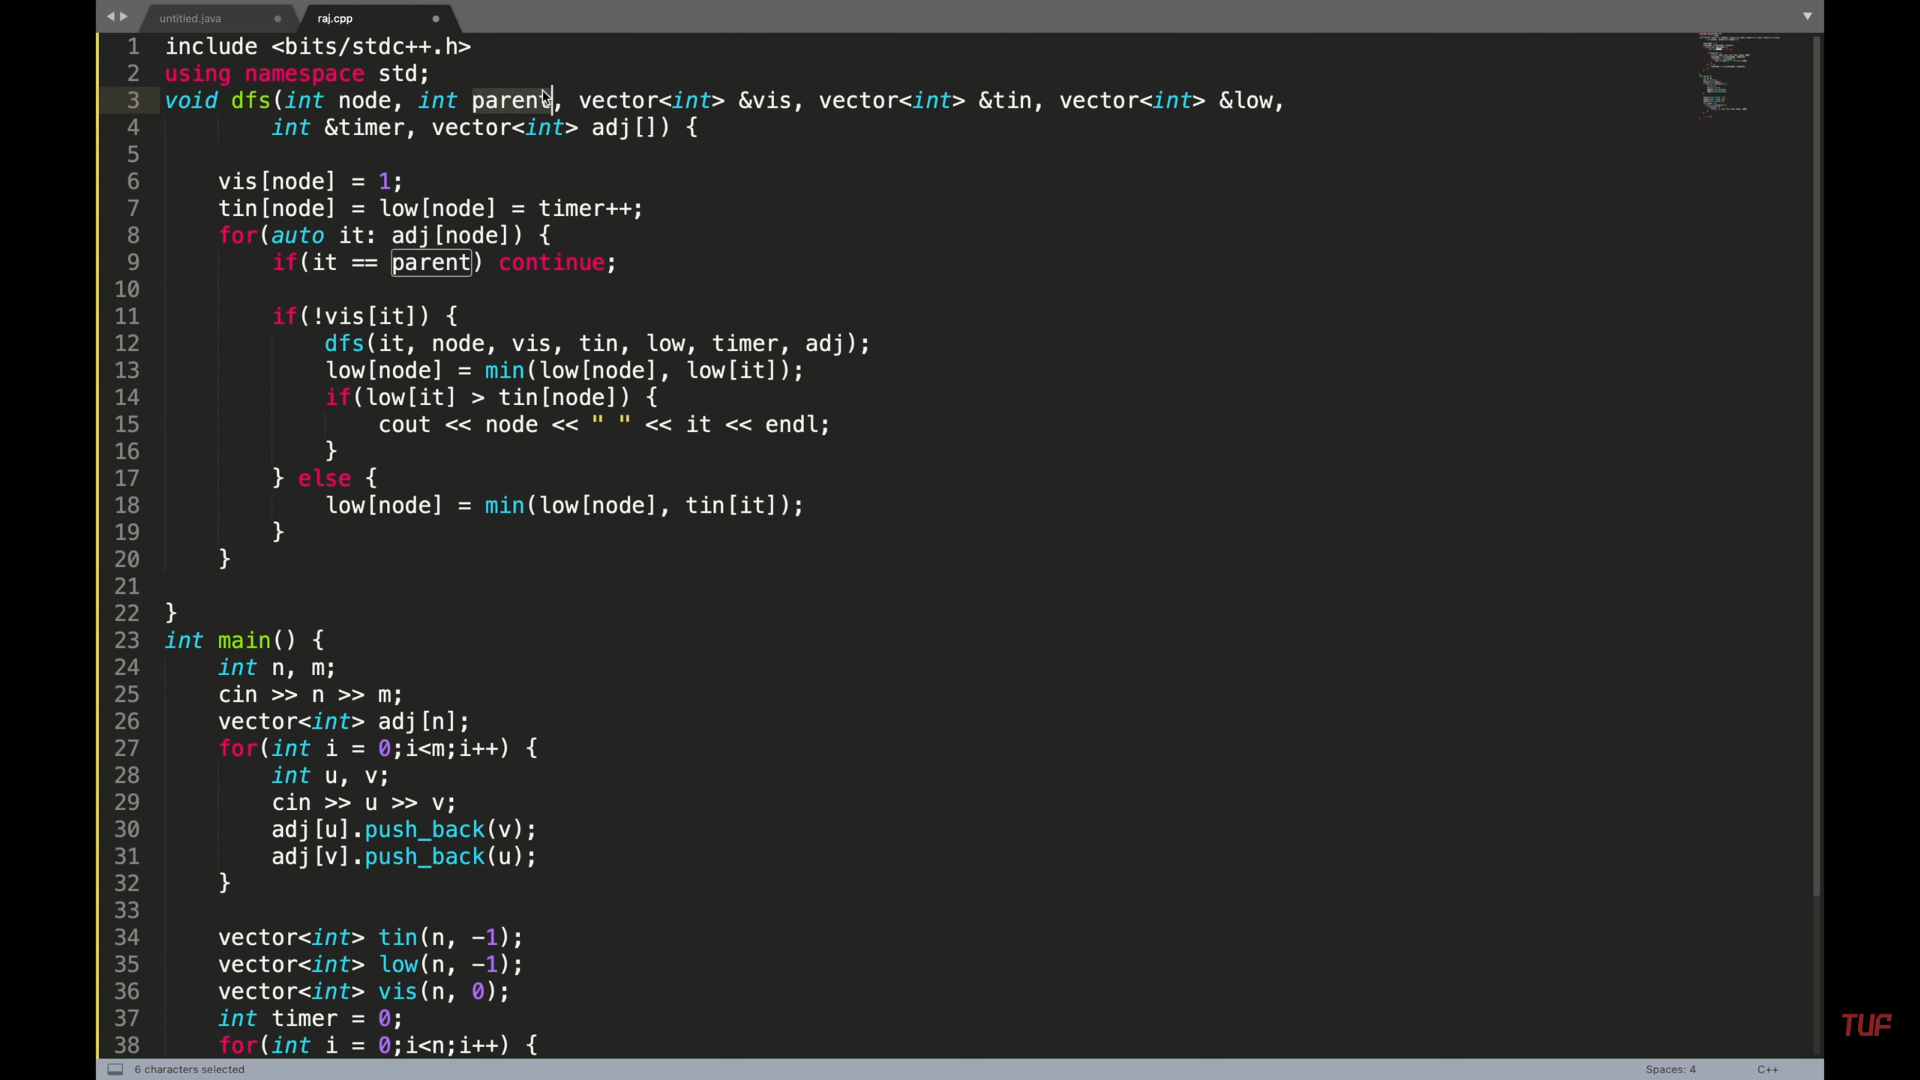 untitled.java
raj.cpp
1 include <bits/stdc++.h>
2 using namespace std;
3 void dfs(int node, int parent, vector<int> &vis, vector<int> &tin, vector<int> &low,
4 int &timer, vector<int> adj[]) {
5
6 vis[node] = 1;
7 tin[node] = low[node] = timer++;
8 for(auto it: adj[node]) {
9 if(it == parent) continue;
10
11 if(!vis[it]) {
12 dfs(it, node, vis, tin, low, timer, adj);
13 low[node] = min(low[node], low[it]);
14 if(low[it] > tin[node]) {
15 cout << node << " " << it << endl;
16 }
17 } else {
18 low[node] = min(low[node], tin[it]);
19 }
20 }
21
22 }
23 int main() {
24 int n, m;
25 cin >> n >> m;
26 vector<int> adj[n];
27 for(int i = 0;i<m;i++) {
28 int u, v;
29 cin >> u >> v;
30 adj[u].push_back(v);
31 adj[v].push_back(u);
32 }
33
34 vector<int> tin(n, -1);
35 vector<int> low(n, -1);
36 vector<int> vis(n, 0);
37 int timer = 0;
38 for(int i = 0;i<n;i++) {
TUF
6 characters selected
Spaces: 4
C++